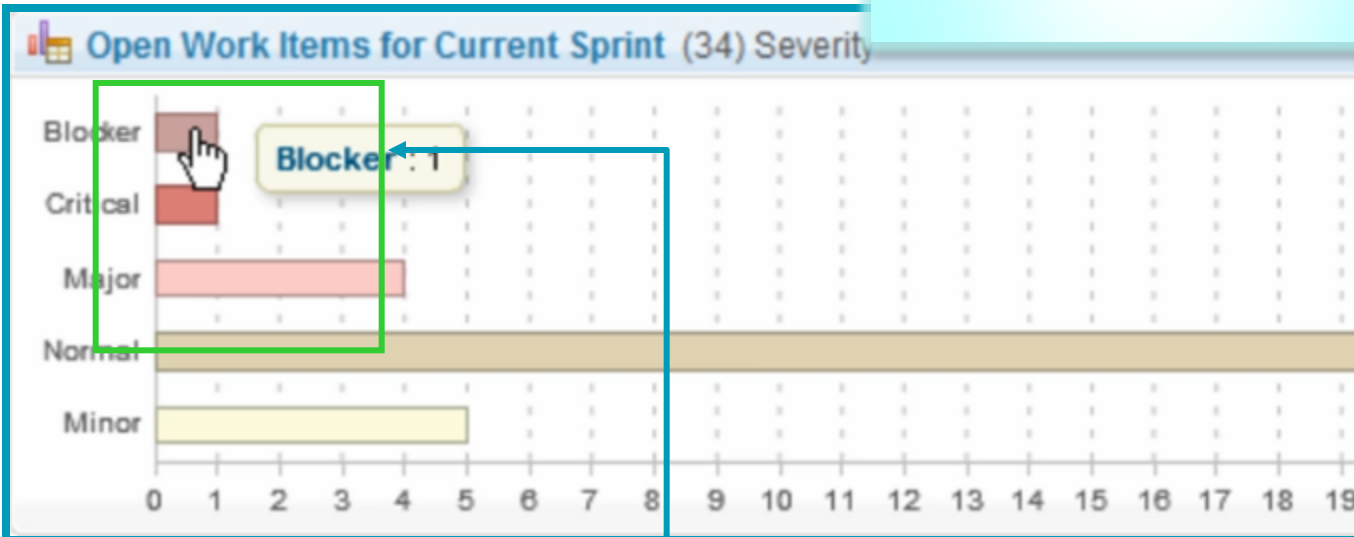 Open Work Items for Current Sprint (34) Severity
Blocker
Blocker : 1
Critical
Major
Normal
Minor
0 1 2 3 4 5 6 7 8 9 10 11 12 13 14 15 16 17 18 19